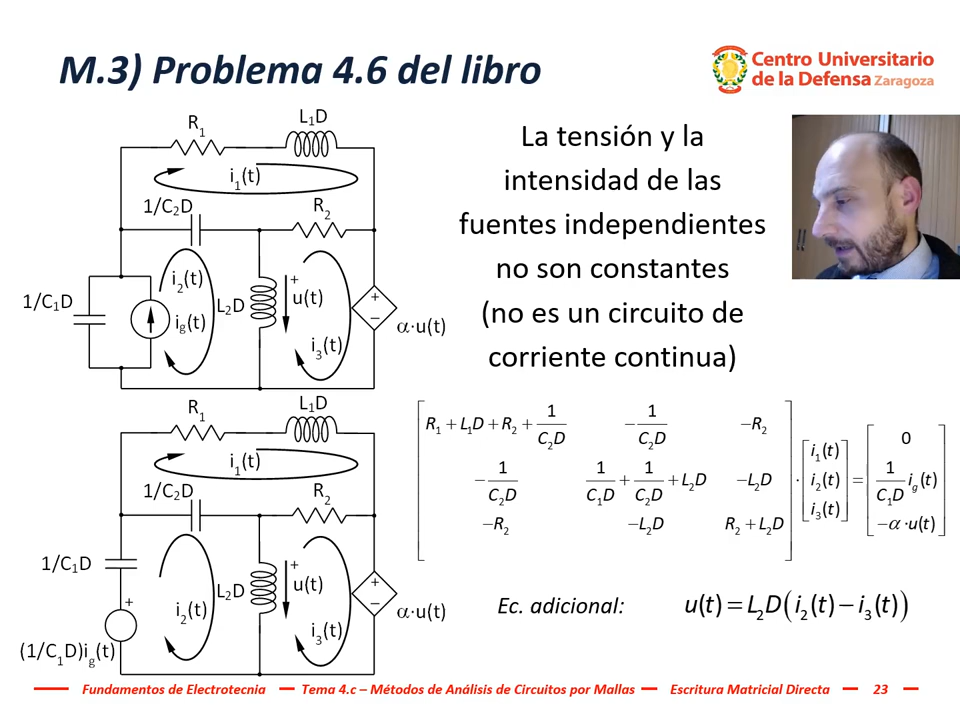 M.3) Problema 4.6 del libro
Centro Universitario
de la Defensa Zaragoza
R1
L1D
i1(t)
1/C2D
R2
1/C1D
i2(t)
ig(t)
L2D
+
u(t)
i3(t)
+
–
α·u(t)
La tensión y la
intensidad de las
fuentes independientes
no son constantes
(no es un circuito de
corriente continua)
R1
L1D
i1(t)
1/C2D
R2
1/C1D
+
(1/C1D)ig(t)
i2(t)
L2D
+
u(t)
i3(t)
+
–
α·u(t)
R1 + L1D + R2 + 1/C2D   − 1/C2D   −R2   i1(t)   0
− 1/C2D   1/C1D + 1/C2D + L2D   −L2D · i2(t) = 1/C1D ig(t)
−R2   −L2D   R2 + L2D   i3(t)   −α·u(t)
Ec. adicional: u(t) = L2D(i2(t) − i3(t))
Fundamentos de Electrotecnia — Tema 4.c – Métodos de Análisis de Circuitos por Mallas — Escritura Matricial Directa — 23